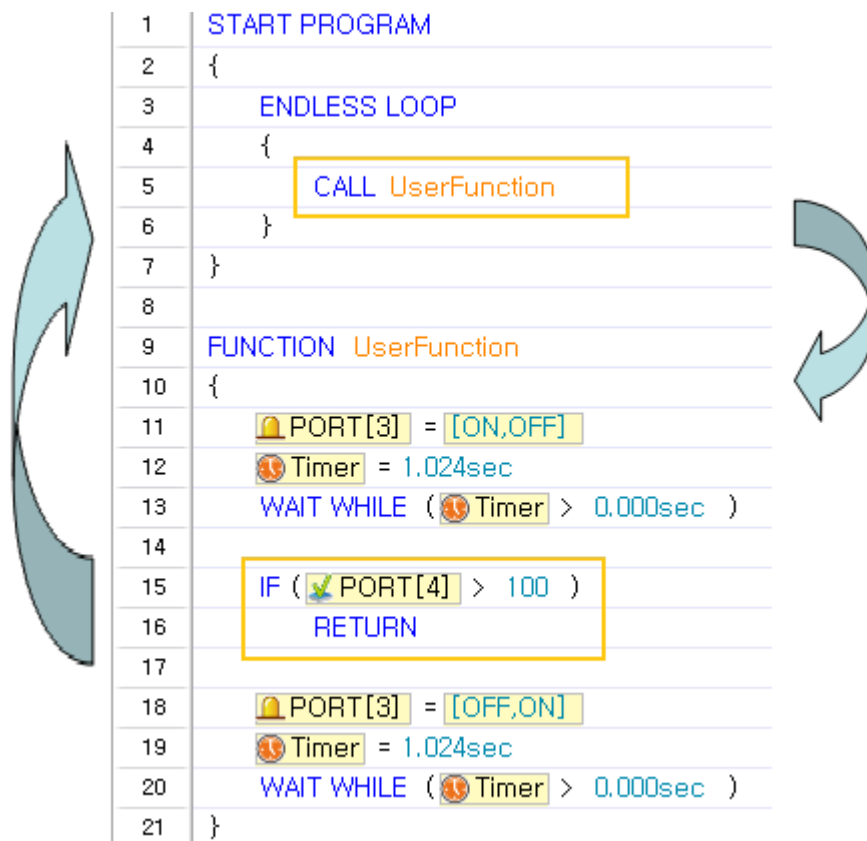 1 START PROGRAM
2 {
3 ENDLESS LOOP
4 {
5 CALL UserFunction
6 }
7 }
8
9 FUNCTION UserFunction
10 {
11 PORT[3] = [ON,OFF]
12 Timer = 1.024sec
13 WAIT WHILE ( Timer > 0.000sec )
14
15 IF ( PORT[4] > 100 )
16 RETURN
17
18 PORT[3] = [OFF,ON]
19 Timer = 1.024sec
20 WAIT WHILE ( Timer > 0.000sec )
21 }